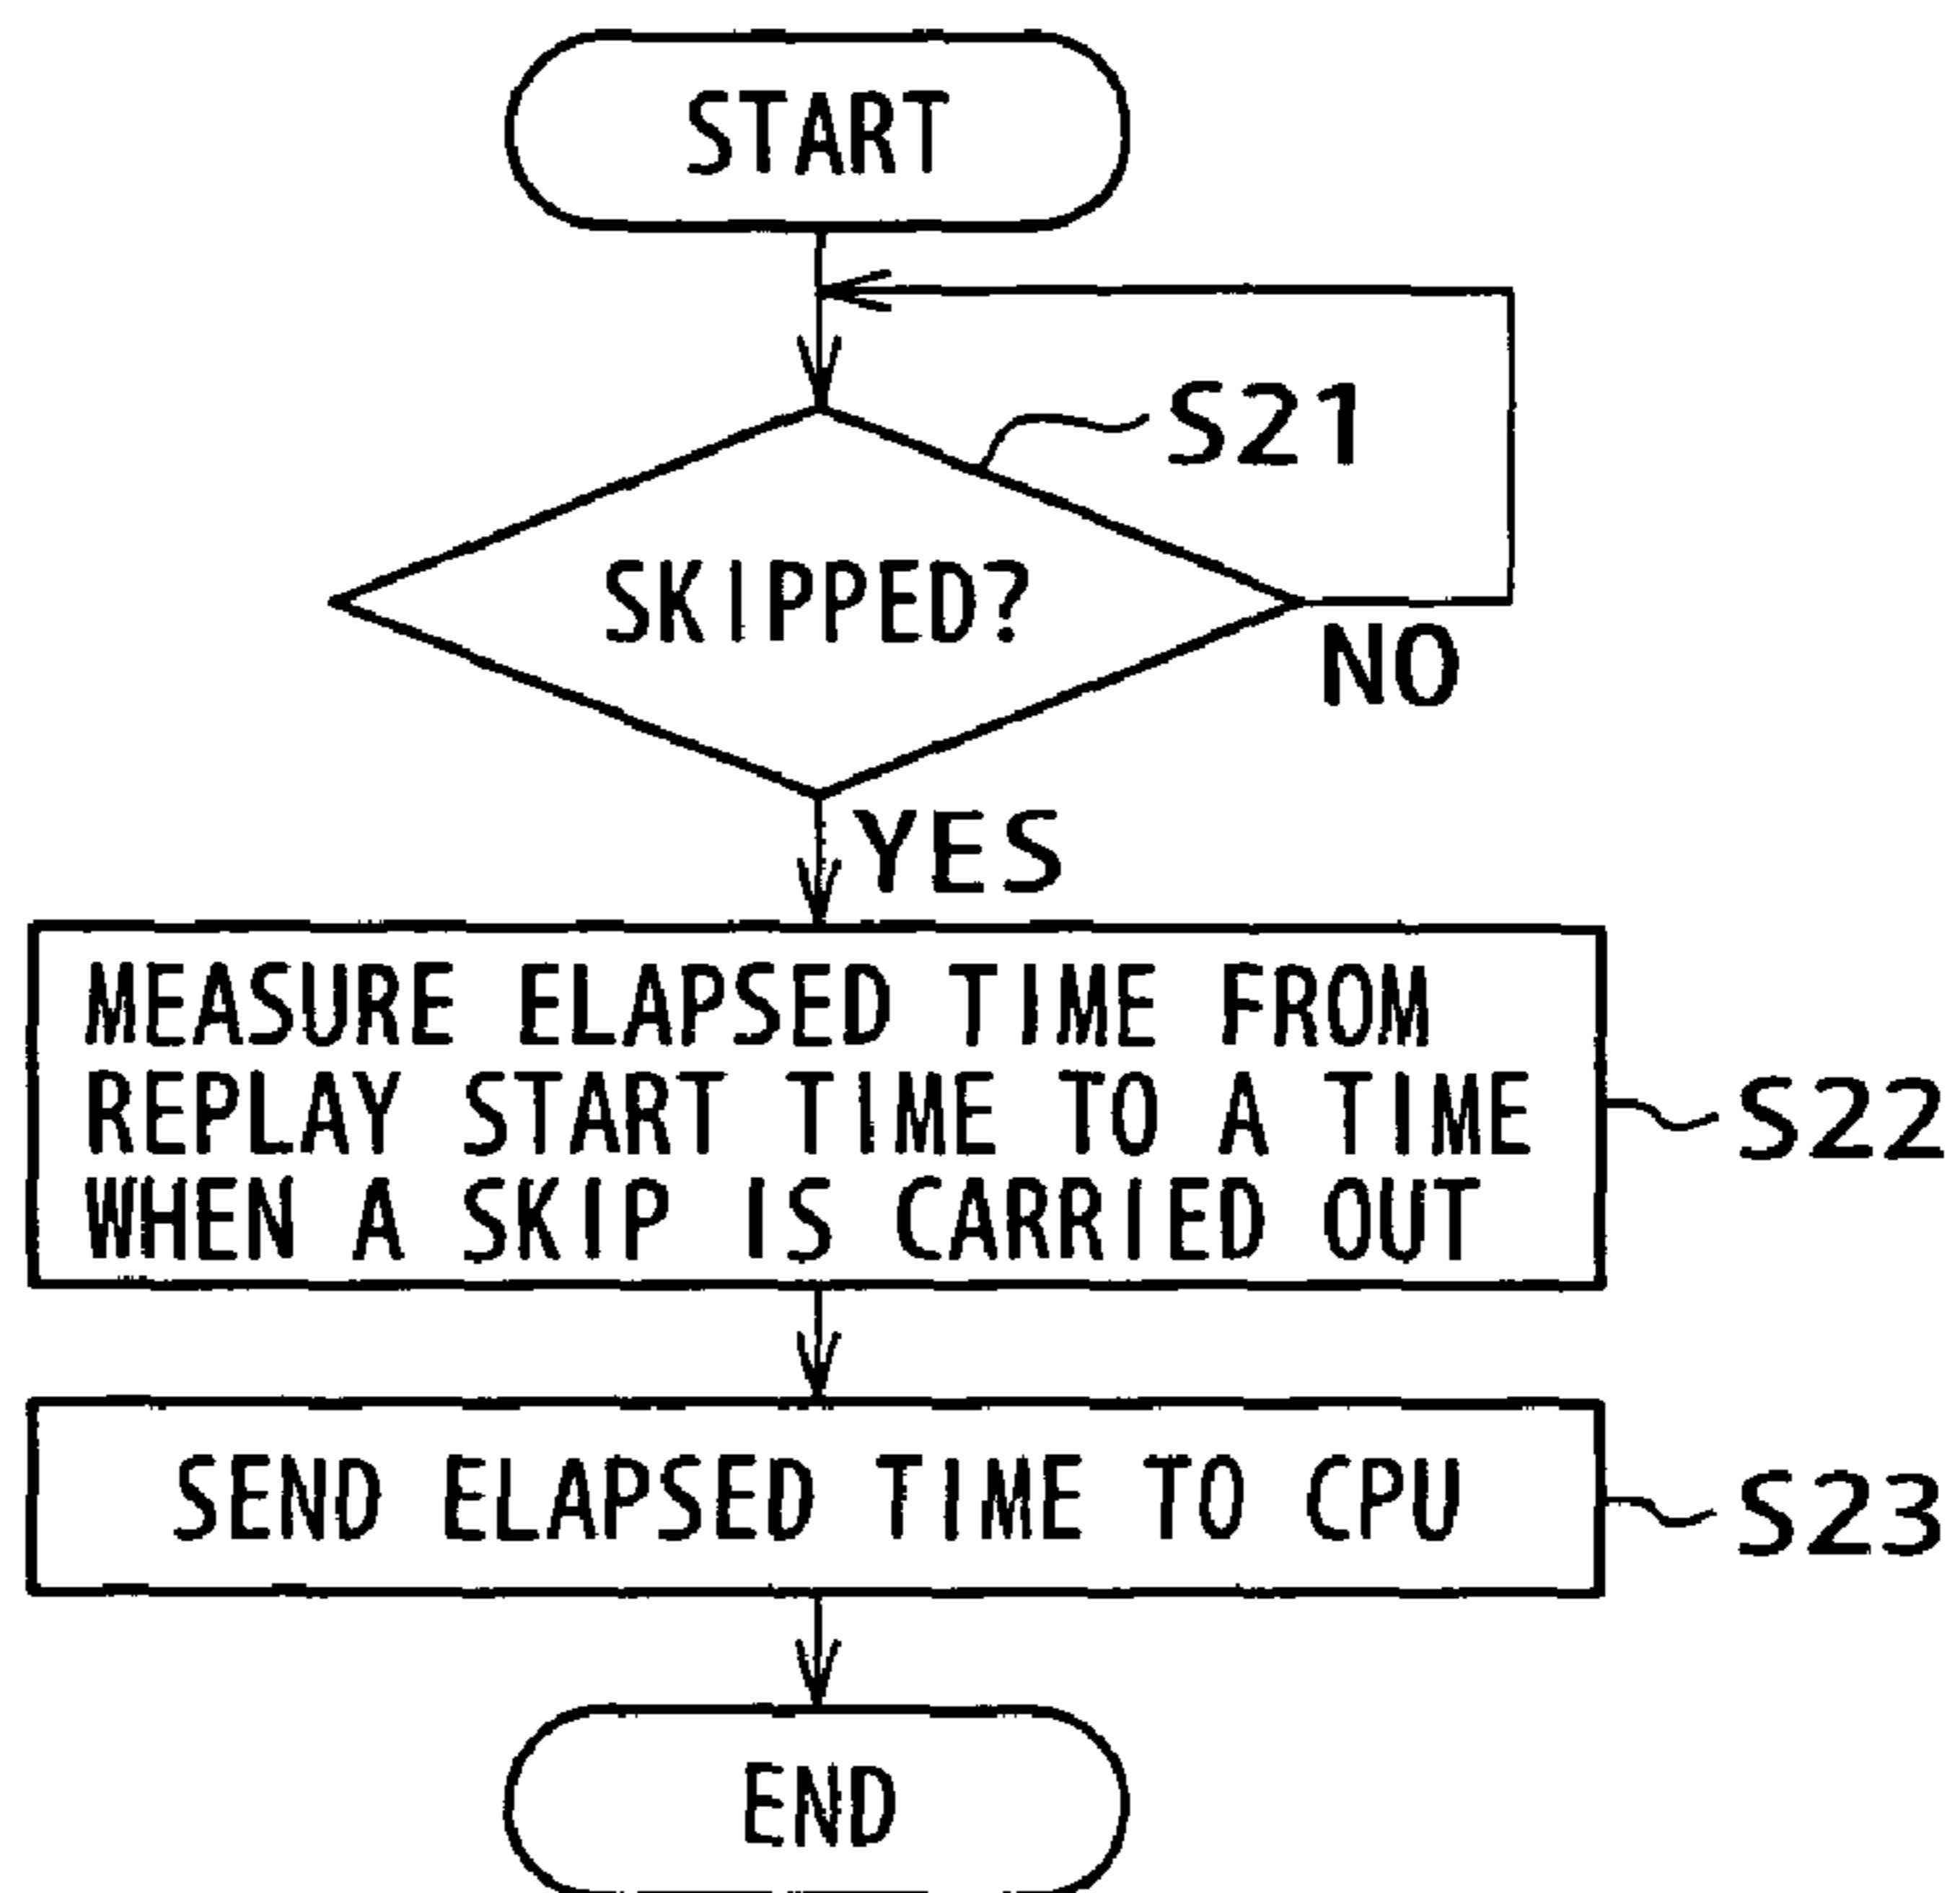 START
S21
SKIPPED?
NO
YES
MEASURE ELAPSED TIME FROM
REPLAY START TIME TO A TIME
WHEN A SKIP IS CARRIED OUT
S22
SEND ELAPSED TIME TO CPU
S23
END